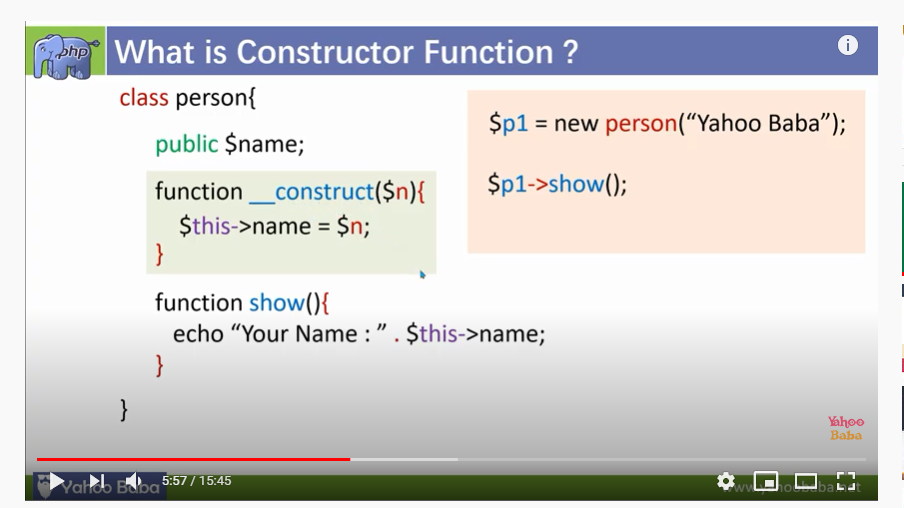 php
What is Constructor Function ?
class person{
public $name;
function __construct($n){
$this->name = $n;
}
function show(){
echo “Your Name : ” . $this->name;
}
}
$p1 = new person(“Yahoo Baba”);
$p1->show();
Yahoo
Baba
5:57 / 15:45
Yahoo Baba
www.yahoobaba.net